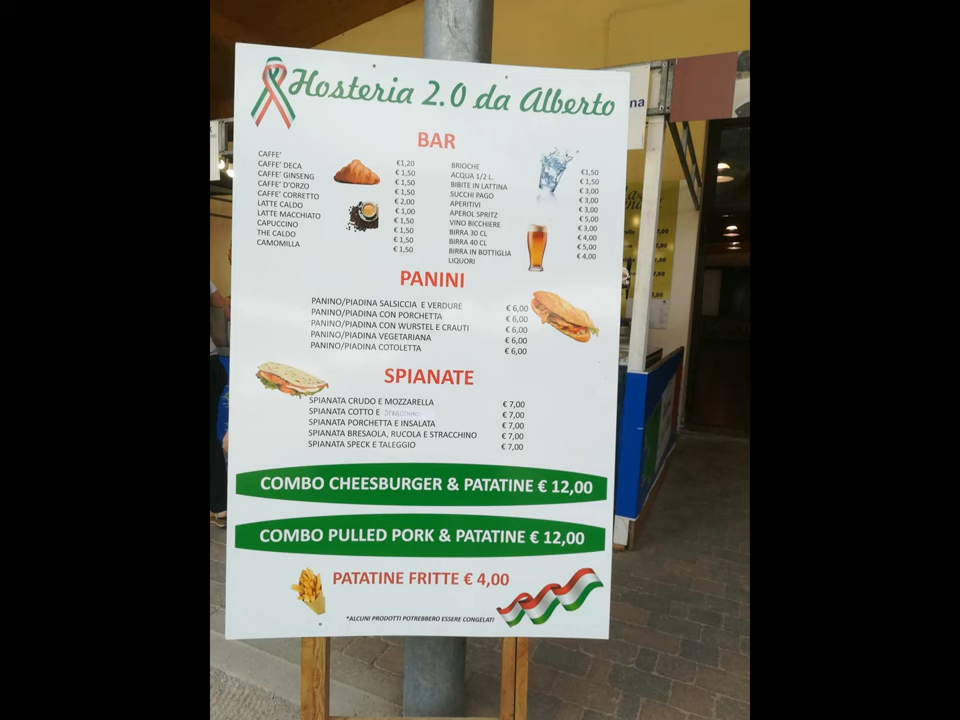 Hosteria 2.0 da Alberto
BAR
CAFFE'
CAFFE' DECA
CAFFE' GINSENG
CAFFE' D'ORZO
CAFFE' CORRETTO
LATTE CALDO
LATTE MACCHIATO
CAPUCCINO
THE CALDO
CAMOMILLA
€1,20
€ 1,50
€ 1,50
€ 1,50
€ 2,00
€ 1,00
€ 1,50
€ 1,50
€ 1,50
€ 1,50
BRIOCHE
ACQUA 1/2 L.
BIBITE IN LATTINA
SUCCHI PAGO
APERITIVI
APEROL SPRITZ
VINO BICCHIERE
BIRRA 30 CL
BIRRA 40 CL
BIRRA IN BOTTIGLIA
LIQUORI
€1,50
€ 1,50
€ 3,00
€ 3,00
€ 3,00
€ 5,00
€ 3,00
€ 4,00
€ 5,00
€ 4,00
PANINI
PANINO/PIADINA SALSICCIA E VERDURE € 6,00
PANINO/PIADINA CON PORCHETTA € 6,00
PANINO/PIADINA CON WURSTEL E CRAUTI € 6,00
PANINO/PIADINA VEGETARIANA € 6,00
PANINO/PIADINA COTOLETTA € 6,00
SPIANATE
SPIANATA CRUDO E MOZZARELLA € 7,00
SPIANATA COTTO E STRACCHINO € 7,00
SPIANATA PORCHETTA E INSALATA € 7,00
SPIANATA BRESAOLA, RUCOLA E STRACCHINO € 7,00
SPIANATA SPECK E TALEGGIO € 7,00
COMBO CHEESBURGER & PATATINE € 12,00
COMBO PULLED PORK & PATATINE € 12,00
PATATINE FRITTE € 4,00
*ALCUNI PRODOTTI POTREBBERO ESSERE CONGELATI